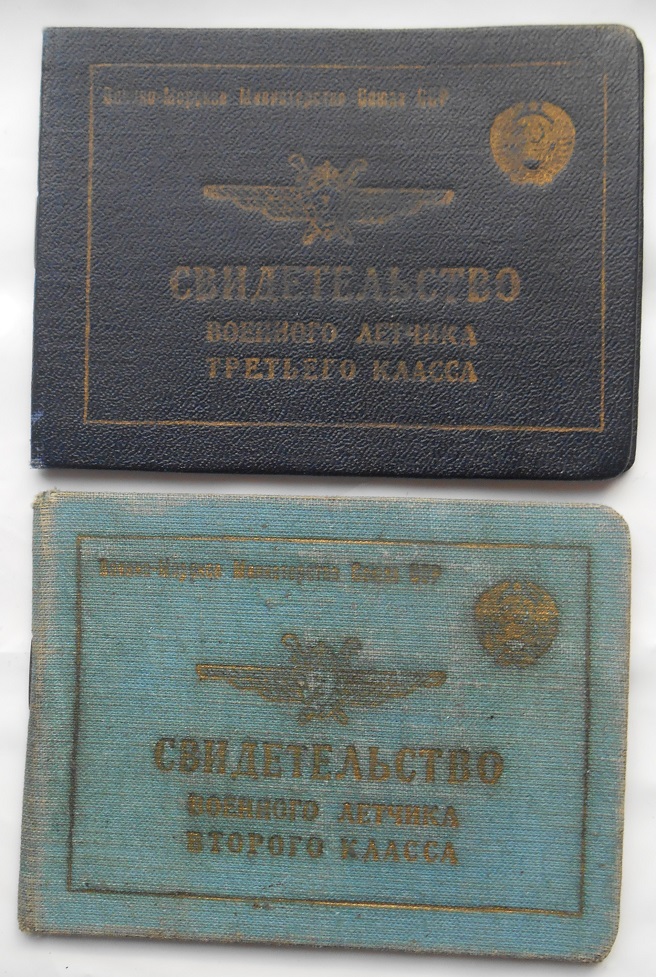 Военно-Морское Министерство Союза ССР
СВИДЕТЕЛЬСТВО
ВОЕННОГО ЛЕТЧИКА
ТРЕТЬЕГО КЛАССА
Военно-Морское Министерство Союза ССР
СВИДЕТЕЛЬСТВО
ВОЕННОГО ЛЕТЧИКА
ВТОРОГО КЛАССА